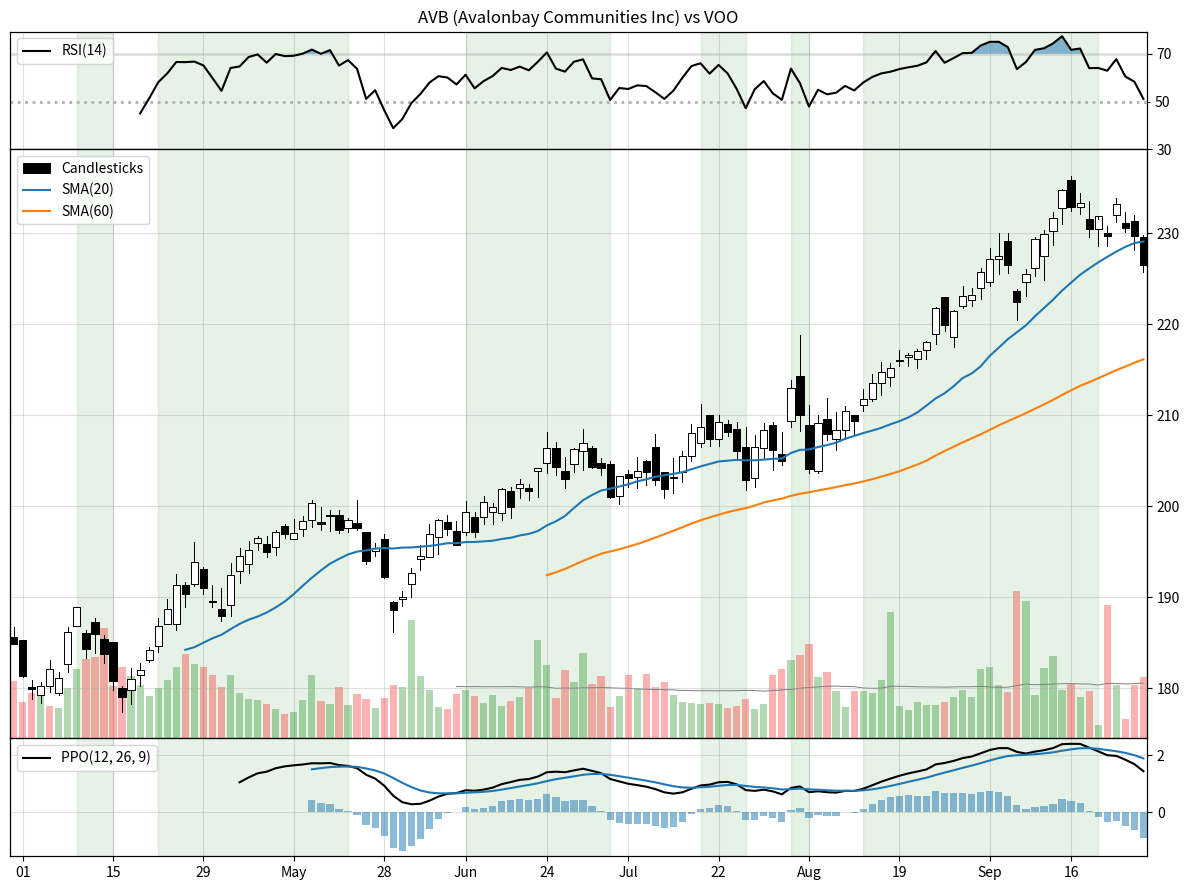 AVB (Avalonbay Communities Inc) vs VOO
RSI(14)
70
50
30
Candlesticks
SMA(20)
SMA(60)
230
220
210
200
190
180
PPO(12, 26, 9)
2
0
01 15 29 May 28 Jun 24 Jul 22 Aug 19 Sep 16